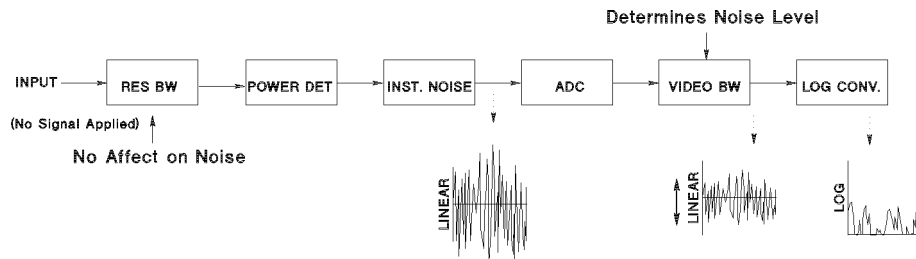 Determines Noise Level
INPUT
RES BW
POWER DET
INST. NOISE
ADC
VIDEO BW
LOG CONV.
(No Signal Applied)
No Affect on Noise
LINEAR
LINEAR
LOG